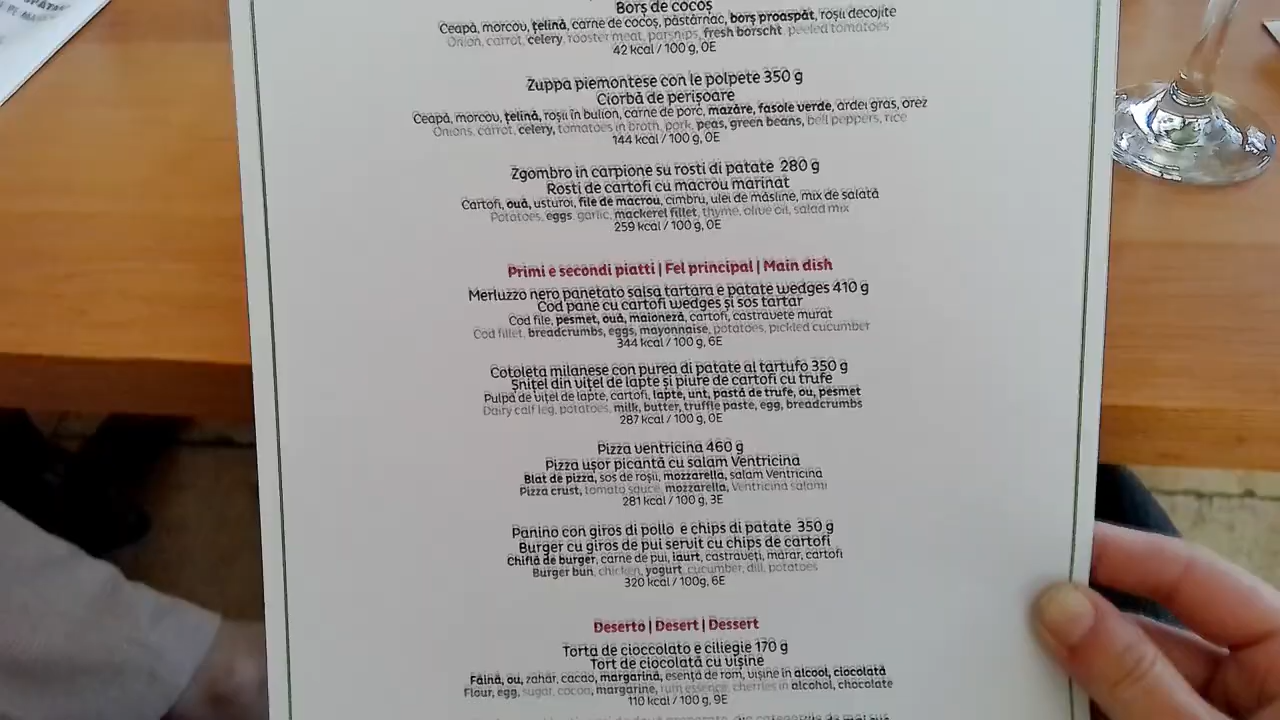 Borș de cocoș
Ceapă, morcov, țelină, carne de cocoș, păstârnac, borș proaspăt, roșii decojite
Onion, carrot, celery, rooster meat, parsnips, fresh borscht, peeled tomatoes
42 kcal / 100 g, 0E
Zuppa piemontese con le polpete 350 g
Ciorbă de perișoare
Ceapă, morcov, țelină, roșii în bulion, carne de porc, mazăre, fasole verde, ardei gras, orez
Onions, carrot, celery, tomatoes in broth, pork, peas, green beans, bell peppers, rice
144 kcal / 100 g, 0E
Zgombro in carpione su rosti di patate 280 g
Rosti de cartofi cu macrou marinat
Cartofi, ouă, usturoi, file de macrou, cimbru, ulei de măsline, mix de salată
Potatoes, eggs, garlic, mackerel fillet, thyme, olive oil, salad mix
259 kcal / 100 g, 0E
Primi e secondi piatti | Fel principal | Main dish
Merluzzo nero panetato salsa tartara e patate wedges 410 g
Cod pane cu cartofi wedges și sos tartar
Cod file, pesmet, ouă, maioneză, cartofi, castravete murat
Cod fillet, breadcrumbs, eggs, mayonnaise, potatoes, pickled cucumber
344 kcal / 100 g, 6E
Cotoleta milanese con purea di patate al tartufo 350 g
Șnițel din vițel de lapte și piure de cartofi cu trufe
Pulpă de vițel de lapte, cartofi, lapte, unt, pastă de trufe, ou, pesmet
Dairy calf leg, potatoes, milk, butter, truffle paste, egg, breadcrumbs
287 kcal / 100 g, 0E
Pizza ventricina 460 g
Pizza ușor picantă cu salam Ventricina
Blat de pizza, sos de roșii, mozzarella, salam Ventricina
Pizza crust, tomato sauce, mozzarella, Ventricina salami
281 kcal / 100 g, 3E
Panino con giros di pollo e chips di patate 350 g
Burger cu giros de pui servit cu chips de cartofi
Chiflă de burger, carne de pui, iaurt, castraveți, mărar, cartofi
Burger bun, chicken, yogurt, cucumber, dill, potatoes
320 kcal / 100g, 6E
Deserto | Desert | Dessert
Torta de cioccolato e ciliegie 170 g
Tort de ciocolată cu vișine
Făină, ou, zahăr, cacao, margarină, esență de rom, vișine în alcool, ciocolată
Flour, egg, sugar, cocoa, margarine, rum essence, cherries in alcohol, chocolate
110 kcal / 100 g, 9E